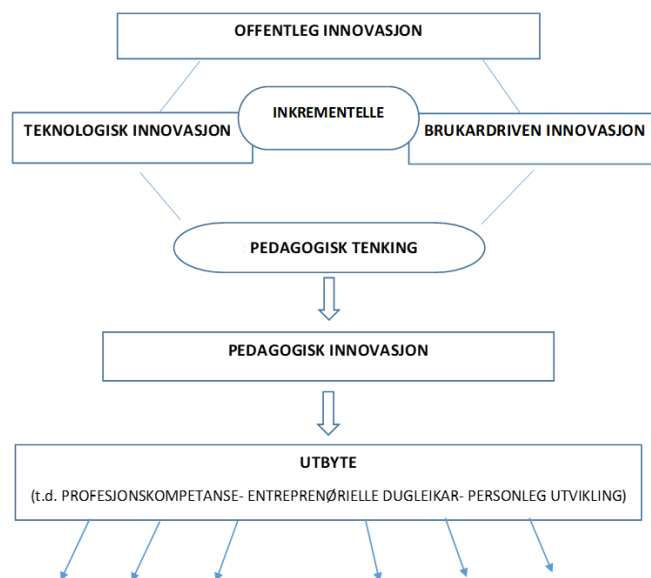 OFFENTLEG INNOVASJON
INKREMENTELLE
TEKNOLOGISK INNOVASJON
BRUKARDRIVEN INNOVASJON
PEDAGOGISK TENKING
PEDAGOGISK INNOVASJON
UTBYTE
(t.d. PROFESJONSKOMPETANSE- ENTREPRENØRIELLE DUGLEIKAR- PERSONLEG UTVIKLING)